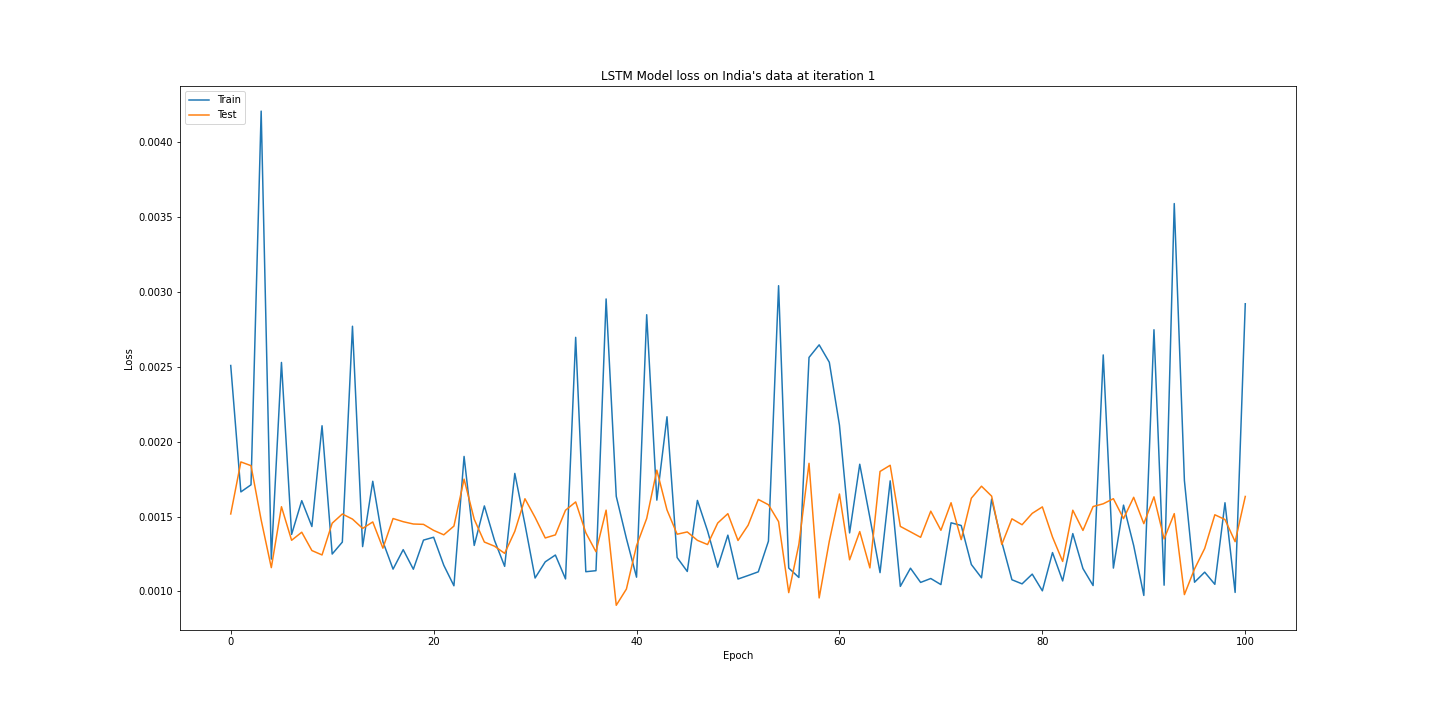 LSTM Model loss on India's data at iteration 1
Train
Test
0.0040
0.0035
0.0030
0.0025
0.0020
0.0015
0.0010
Loss
0 20 40 60 80 100
Epoch